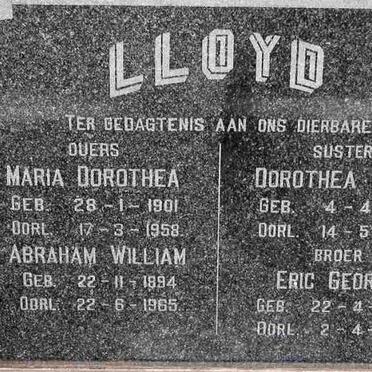 LLOYD
TER GEDAGTENIS AAN ONS DIERBARE
OUERS
MARIA DOROTHEA
GEB. 28-1-1901
OORL. 17-3-1958.
ABRAHAM WILLIAM
GEB. 22-11-1894
OORL. 22-6-1965.
SUSTER
DOROTHEA
GEB. 4-4
OORL. 14-5
BROER
ERIC GEOR
GEB. 22-4-
OORL. 2-4-